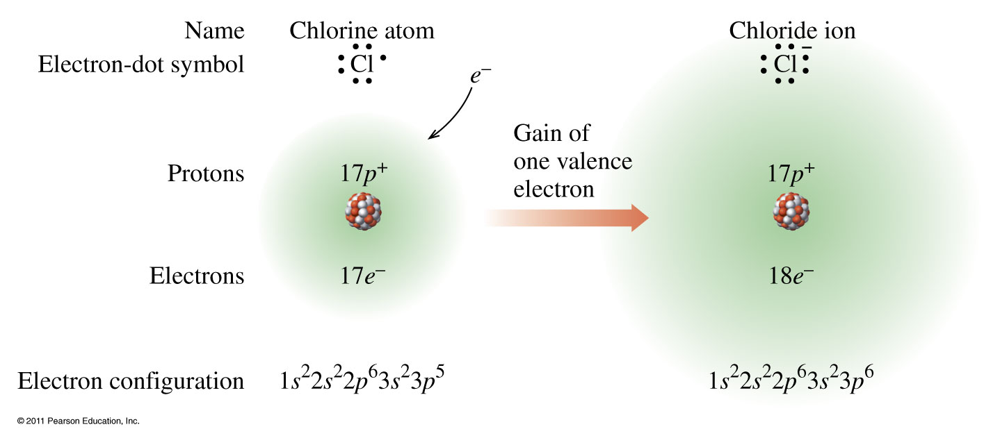 Name Chlorine atom Chloride ion
Electron-dot symbol Cl Cl⁻
e⁻
Gain of
one valence
electron
Protons 17p⁺ 17p⁺
Electrons 17e⁻ 18e⁻
Electron configuration 1s²2s²2p⁶3s²3p⁵ 1s²2s²2p⁶3s²3p⁶
© 2011 Pearson Education, Inc.